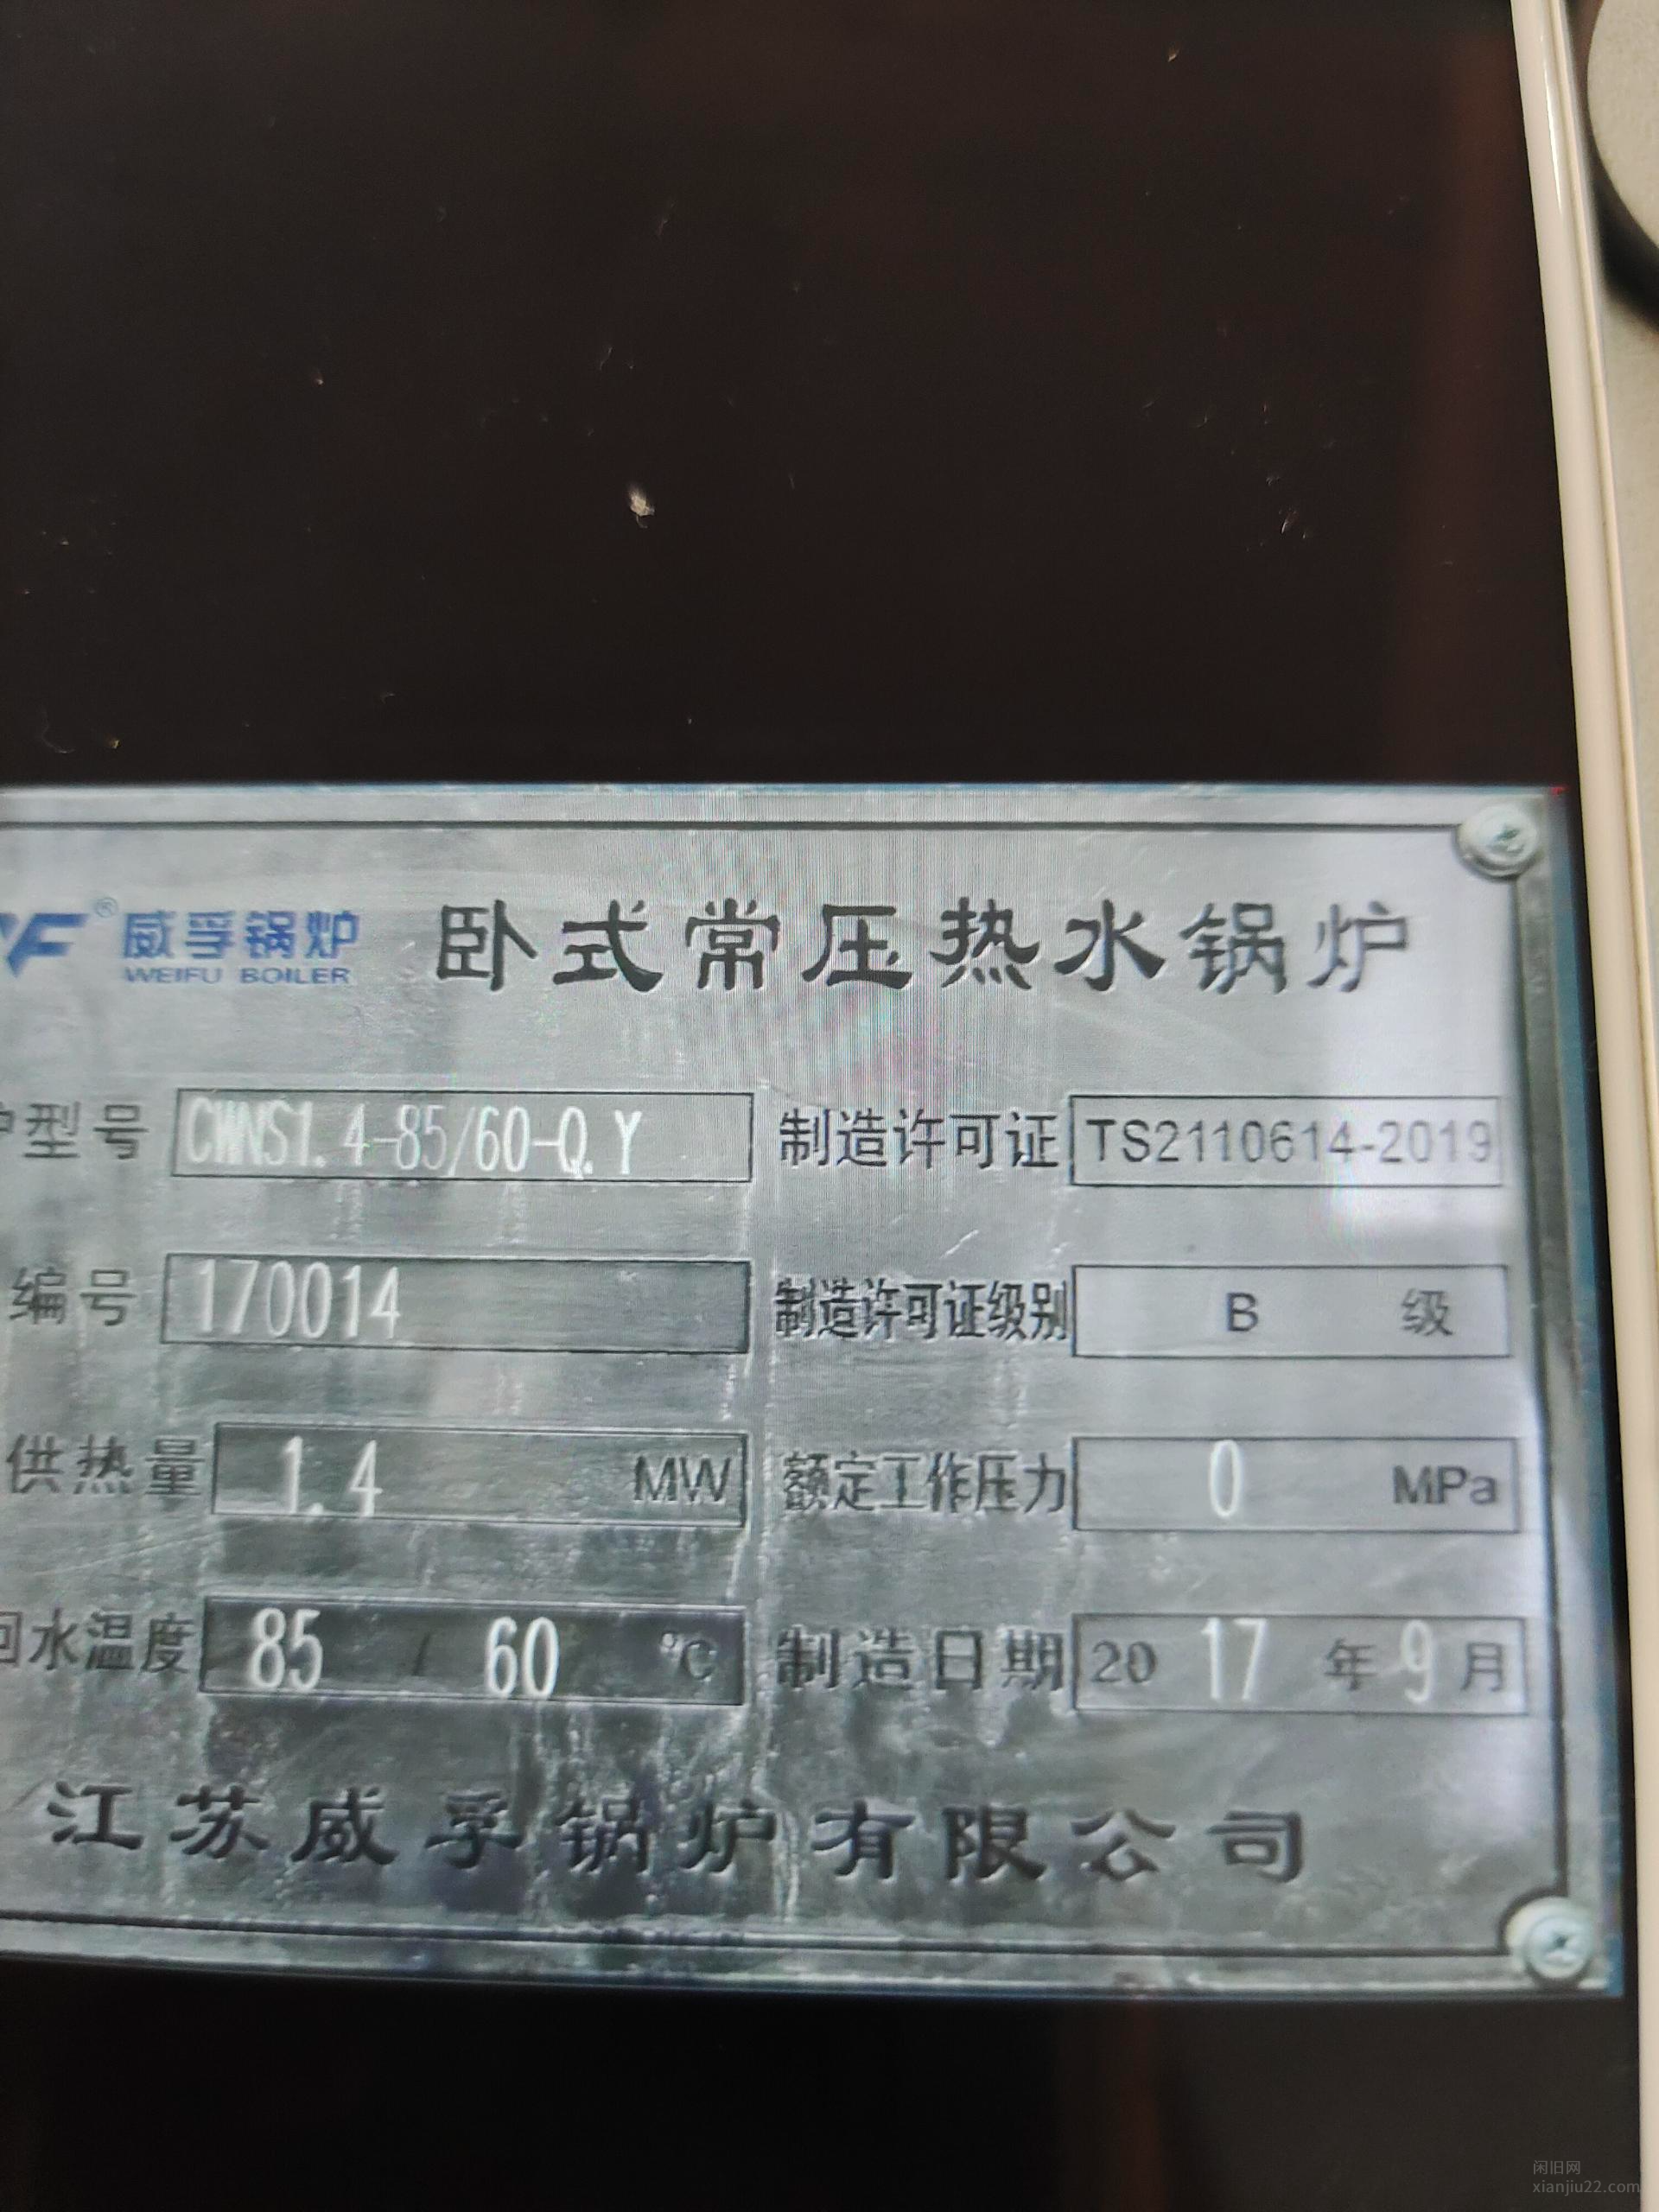 WF® 威孚锅炉 卧式常压热水锅炉
WEIFU BOILER
型号 CWNS1.4-85/60-Q.Y 制造许可证 TS2110614-2019
编号 170014 制造许可证级别 B 级
供热量 1.4 MW 额定工作压力 0 MPa
回水温度 85 / 60 ℃ 制造日期 20 17 年 9 月
江苏威孚锅炉有限公司
闲旧网
xianjiu22.com